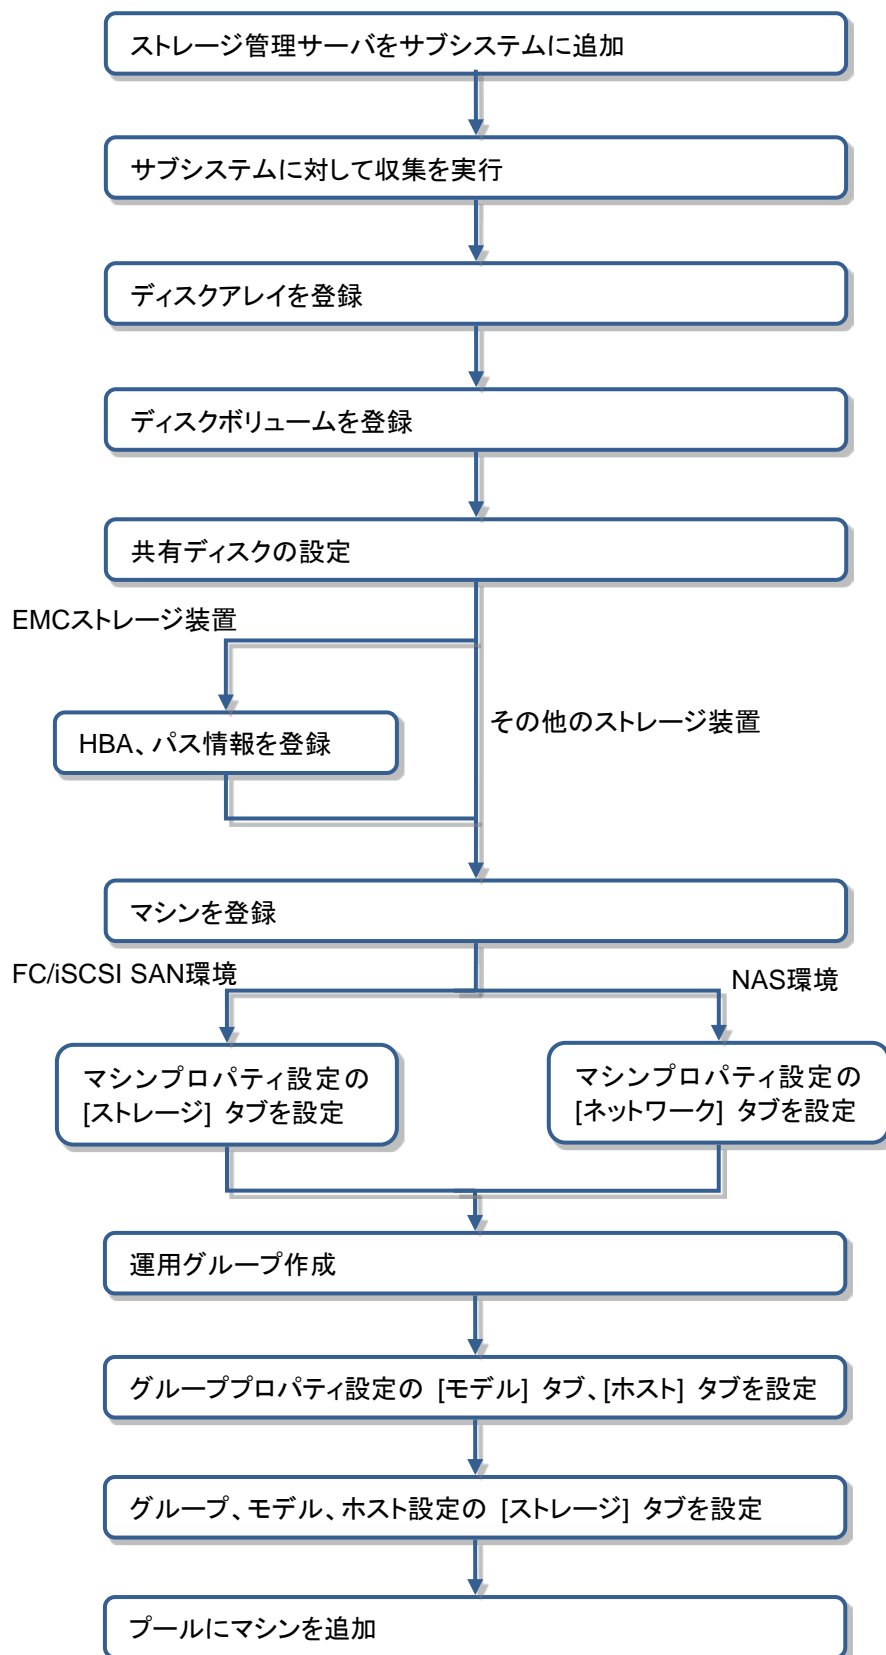 ストレージ管理サーバをサブシステムに追加
サブシステムに対して収集を実行
ディスクアレイを登録
ディスクボリュームを登録
共有ディスクの設定
EMCストレージ装置
その他のストレージ装置
HBA、パス情報を登録
マシンを登録
FC/iSCSI SAN環境
NAS環境
マシンプロパティ設定の
[ストレージ] タブを設定
マシンプロパティ設定の
[ネットワーク] タブを設定
運用グループ作成
グループプロパティ設定の [モデル] タブ、[ホスト] タブを設定
グループ、モデル、ホスト設定の [ストレージ] タブを設定
プールにマシンを追加